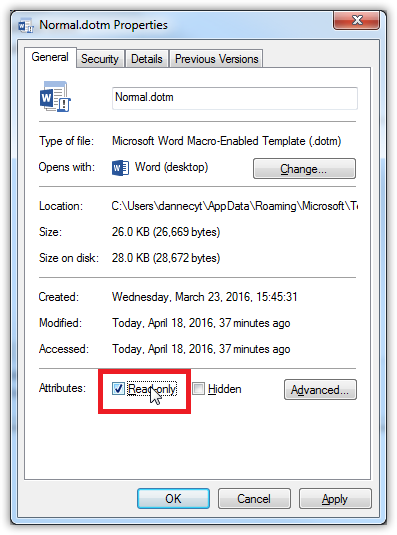 Normal.dotm Properties
General Security Details Previous Versions
Normal.dotm
Type of file: Microsoft Word Macro-Enabled Template (.dotm)
Opens with: Word (desktop) Change...
Location: C:\Users\dannecyt\AppData\Roaming\Microsoft\Te
Size: 26.0 KB (26,669 bytes)
Size on disk: 28.0 KB (28,672 bytes)
Created: Wednesday, March 23, 2016, 15:45:31
Modified: Today, April 18, 2016, 37 minutes ago
Accessed: Today, April 18, 2016, 37 minutes ago
Attributes: Read-only Hidden Advanced...
OK Cancel Apply